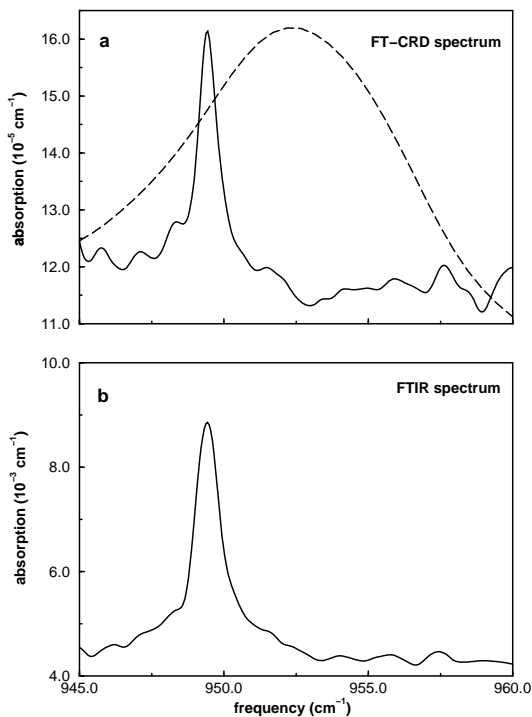 a
FT−CRD spectrum
16.0
15.0
14.0
13.0
12.0
11.0
absorption (10⁻⁵ cm⁻¹)
b
FTIR spectrum
10.0
8.0
6.0
4.0
absorption (10⁻³ cm⁻¹)
945.0 950.0 955.0 960.0
frequency (cm⁻¹)